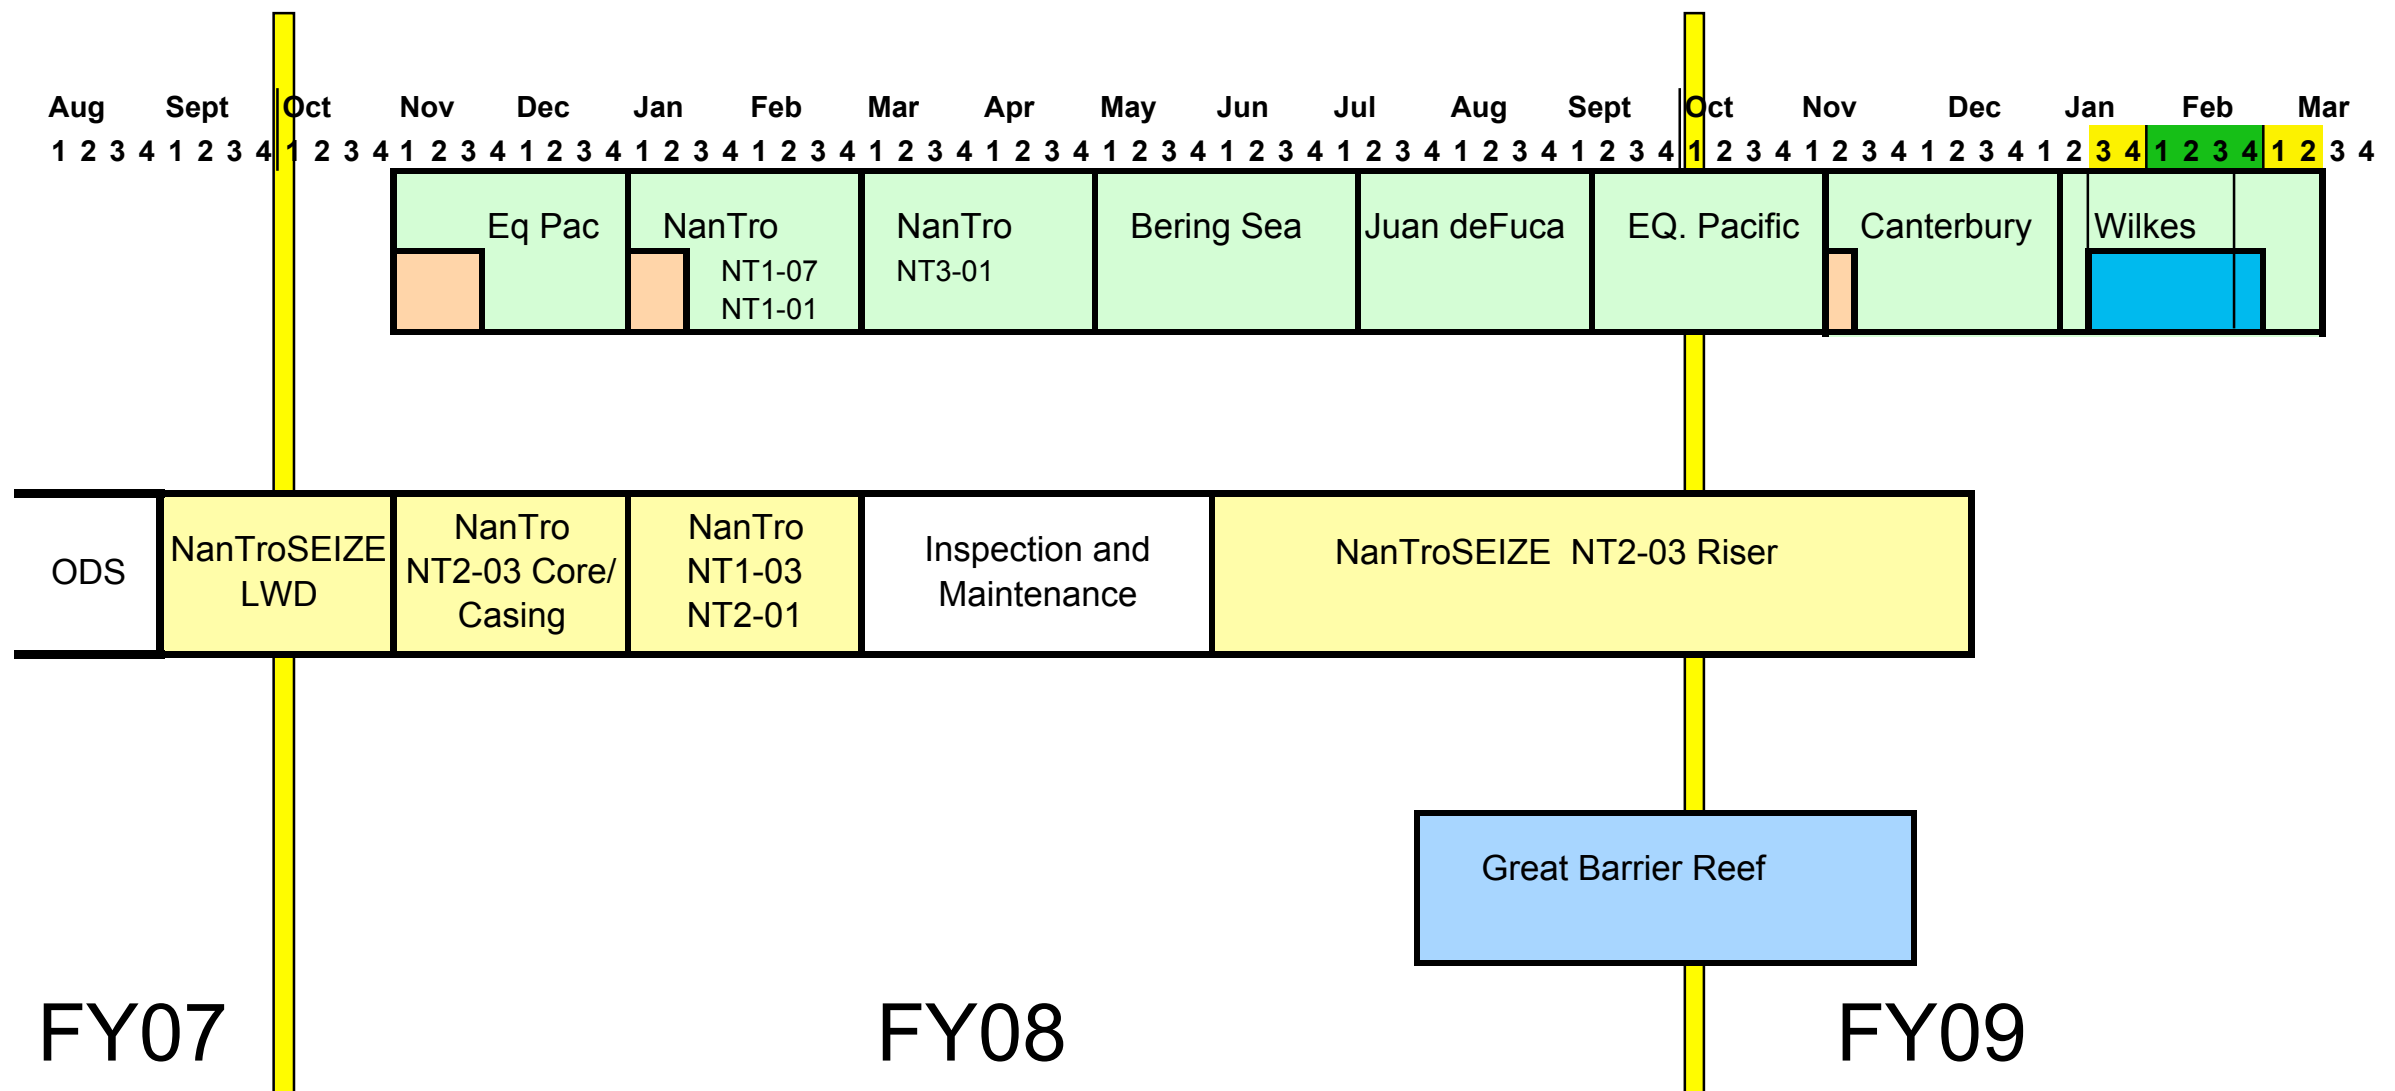 Aug Sept Oct Nov Dec Jan Feb Mar Apr May Jun Jul Aug Sept Oct Nov Dec Jan Feb Mar
1 2 3 4 1 2 3 4 1 2 3 4 1 2 3 4 1 2 3 4 1 2 3 4 1 2 3 4 1 2 3 4 1 2 3 4 1 2 3 4 1 2 3 4 1 2 3 4 1 2 3 4 1 2 3 4 1 2 3 4 1 2 3 4 1 2 3 4 1 2 3 4 1 2 3 4 1 2 3 4
Eq Pac
NanTro
NT1-07
NT1-01
NanTro
NT3-01
Bering Sea
Juan deFuca
EQ. Pacific
Canterbury
Wilkes
ODS
NanTroSEIZE
LWD
NanTro
NT2-03 Core/
Casing
NanTro
NT1-03
NT2-01
Inspection and
Maintenance
NanTroSEIZE NT2-03 Riser
Great Barrier Reef
FY07 FY08 FY09